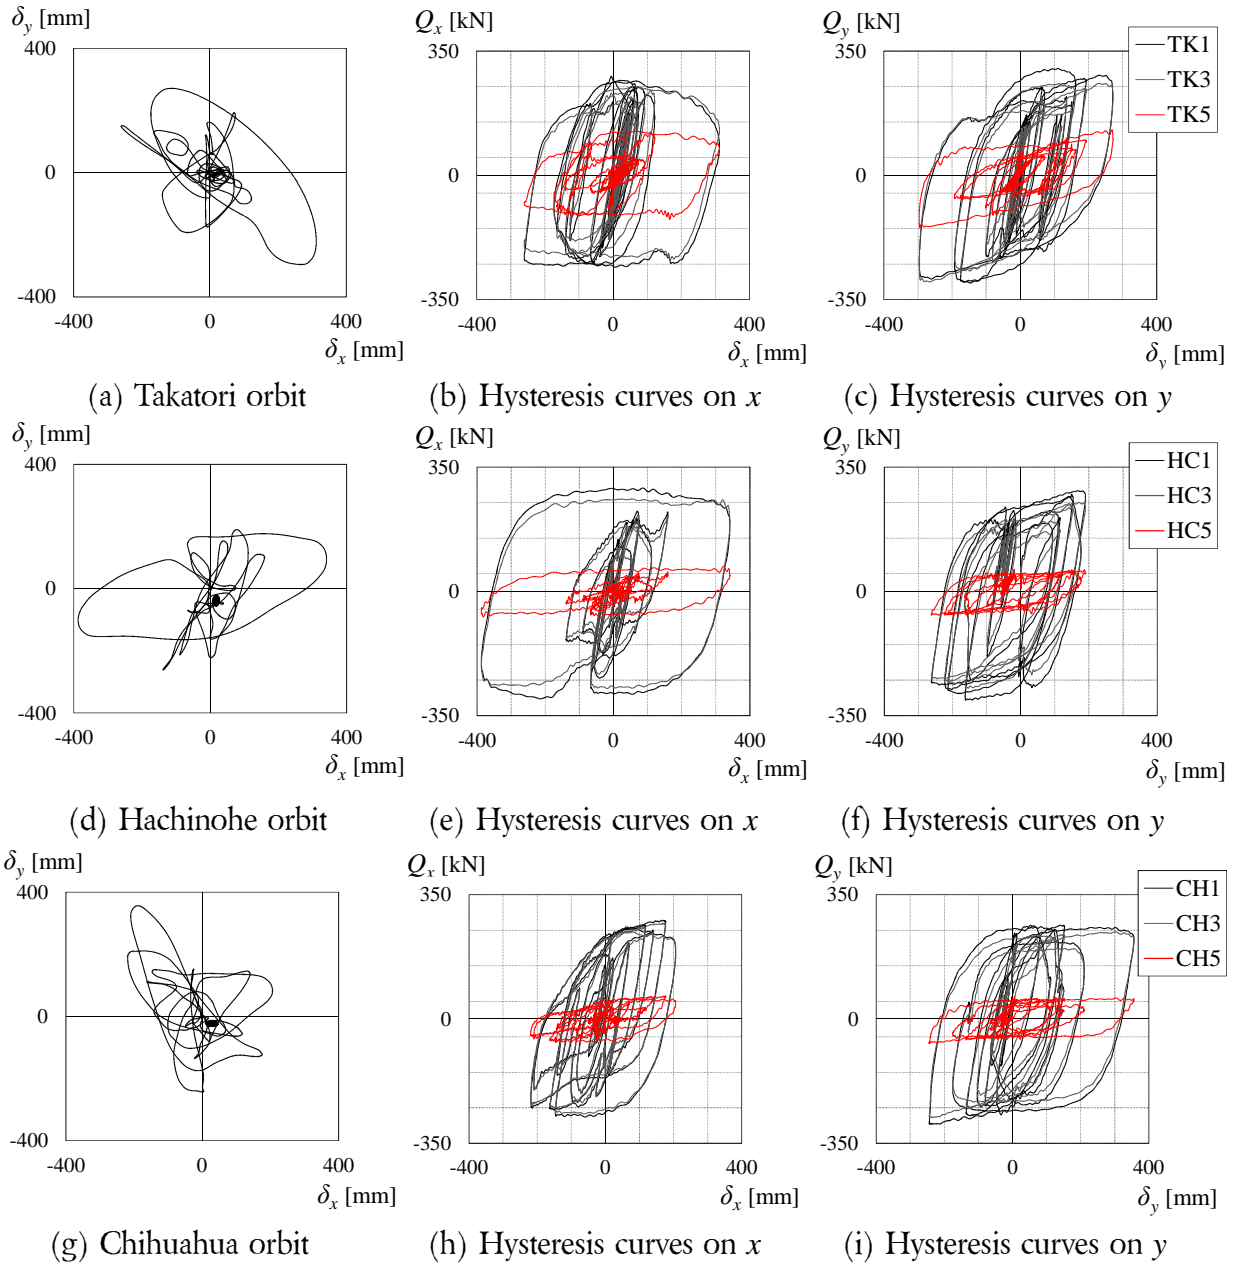 δy [mm] Qx [kN] Qy [kN]
400 350 350 TK1
TK3
TK5
0 0 0
-400 -350 -350
-400 0 400 -400 0 400 -400 0 400
δx [mm] δx [mm] δy [mm]
(a) Takatori orbit (b) Hysteresis curves on x (c) Hysteresis curves on y
δy [mm] Qx [kN] Qy [kN]
400 350 350 HC1
HC3
HC5
0 0 0
-400 -350 -350
-400 0 400 -400 0 400 -400 0 400
δx [mm] δx [mm] δy [mm]
(d) Hachinohe orbit (e) Hysteresis curves on x (f) Hysteresis curves on y
δy [mm] Qx [kN] Qy [kN]
400 350 350 CH1
CH3
CH5
0 0 0
-400 -350 -350
-400 0 400 -400 0 400 -400 0 400
δx [mm] δx [mm] δy [mm]
(g) Chihuahua orbit (h) Hysteresis curves on x (i) Hysteresis curves on y